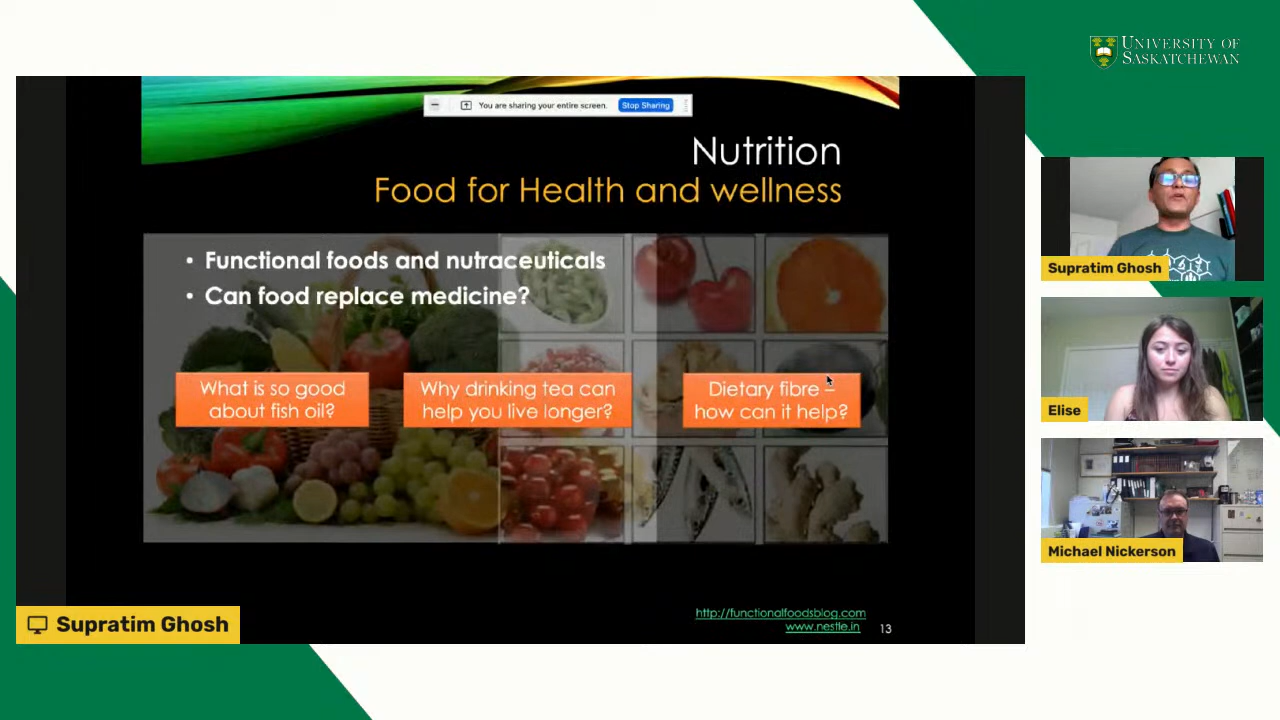 UNIVERSITY OF
SASKATCHEWAN
You are sharing your entire screen. Stop Sharing
Nutrition
Food for Health and wellness
• Functional foods and nutraceuticals
• Can food replace medicine?
What is so good
about fish oil?
Why drinking tea can
help you live longer?
Dietary fibre –
how can it help?
http://functionalfoodsblog.com
www.nestle.in
13
Supratim Ghosh
Supratim Ghosh
Elise
Michael Nickerson